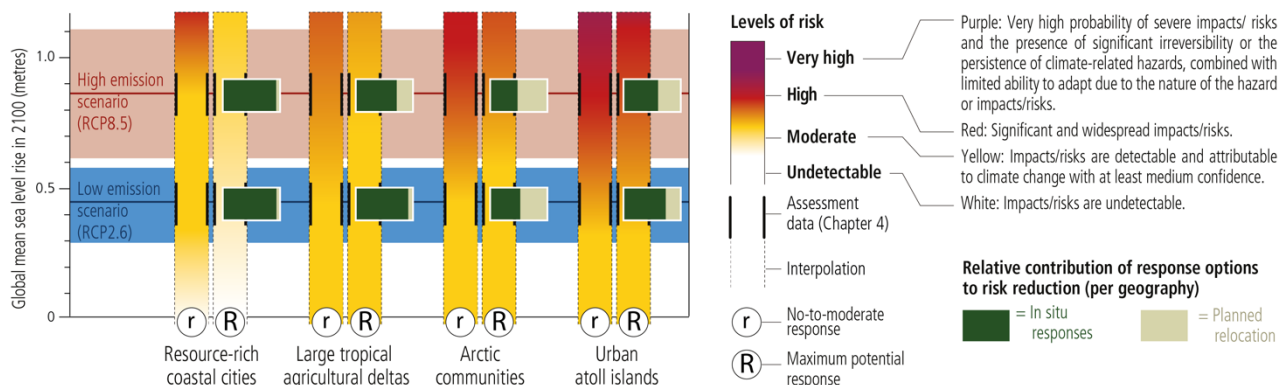 Global mean sea level rise in 2100 (metres)
1.0
0.5
0
High emission
scenario
(RCP8.5)
Low emission
scenario
(RCP2.6)
r
R
r
R
r
R
r
R
Resource-rich
coastal cities
Large tropical
agricultural deltas
Arctic
communities
Urban
atoll islands
Levels of risk
Very high
High
Moderate
Undetectable
Assessment
data (Chapter 4)
Interpolation
r
No-to-moderate
response
R
Maximum potential
response
Purple: Very high probability of severe impacts/ risks
and the presence of significant irreversibility or the
persistence of climate-related hazards, combined with
limited ability to adapt due to the nature of the hazard
or impacts/risks.
Red: Significant and widespread impacts/risks.
Yellow: Impacts/risks are detectable and attributable
to climate change with at least medium confidence.
White: Impacts/risks are undetectable.
Relative contribution of response options
to risk reduction (per geography)
= In situ
responses
= Planned
relocation